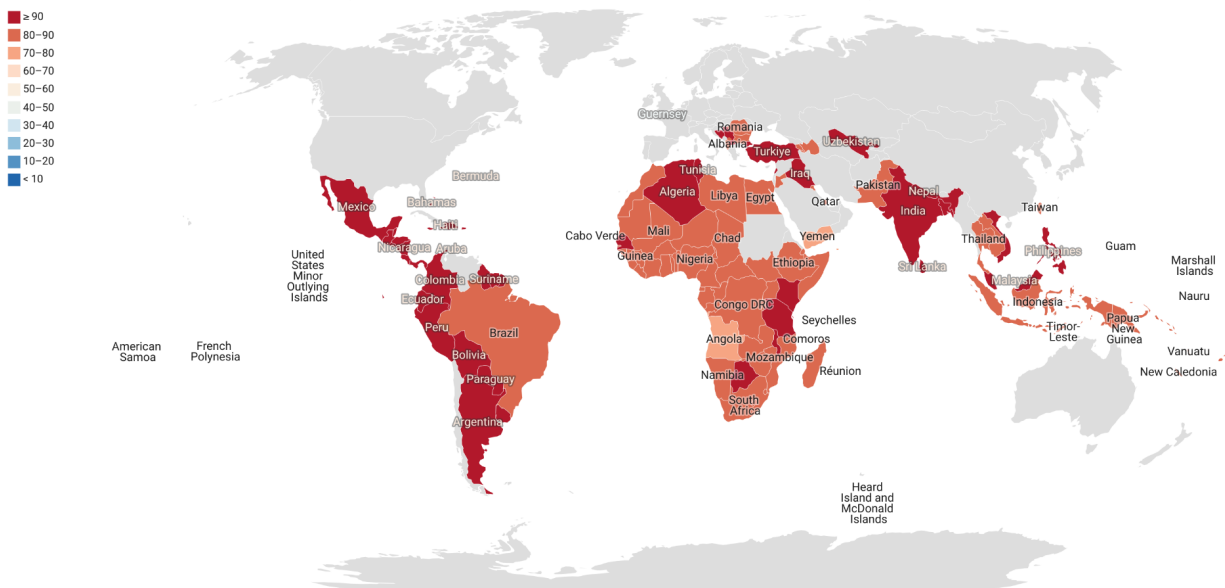 ≥ 90
80–90
70–80
60–70
50–60
40–50
30–40
20–30
10–20
< 10
Guernsey
Romania
Albania
Türkiye
Uzbekistan
Bermuda
Tunisia
Iraq
Bahamas
Algeria
Libya
Egypt
Qatar
Pakistan
Nepal
India
Mexico
Haiti
Taiwan
Cabo Verde
Mali
Chad
Yemen
Thailand
Philippines
Guam
Nicaragua
Aruba
Guinea
Nigeria
Ethiopia
Sri Lanka
United
States
Minor
Outlying
Islands
Colombia
Suriname
Malaysia
Marshall
Islands
Ecuador
Congo DRC
Indonesia
Nauru
Peru
Brazil
Seychelles
Papua
New
Guinea
Timor-
Leste
American
Samoa
French
Polynesia
Bolivia
Angola
Comoros
Mozambique
Vanuatu
Paraguay
Namibia
Réunion
New Caledonia
South
Africa
Argentina
Heard
Island and
McDonald
Islands